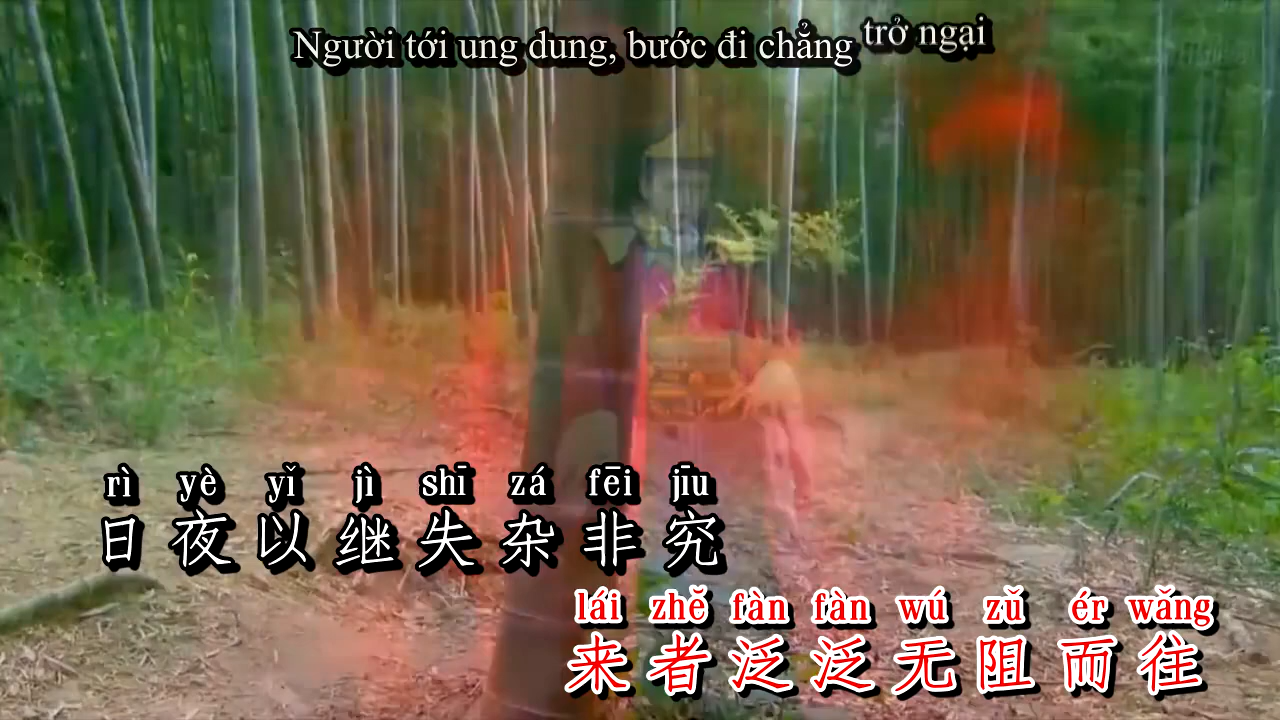 Người tới ung dung, bước đi chẳng trở ngại
rì yè yǐ jì shī zá fēi jīu
日夜以继失杂非究
lái zhě fàn fàn wú zǔ ér wǎng
来者泛泛无阻而往